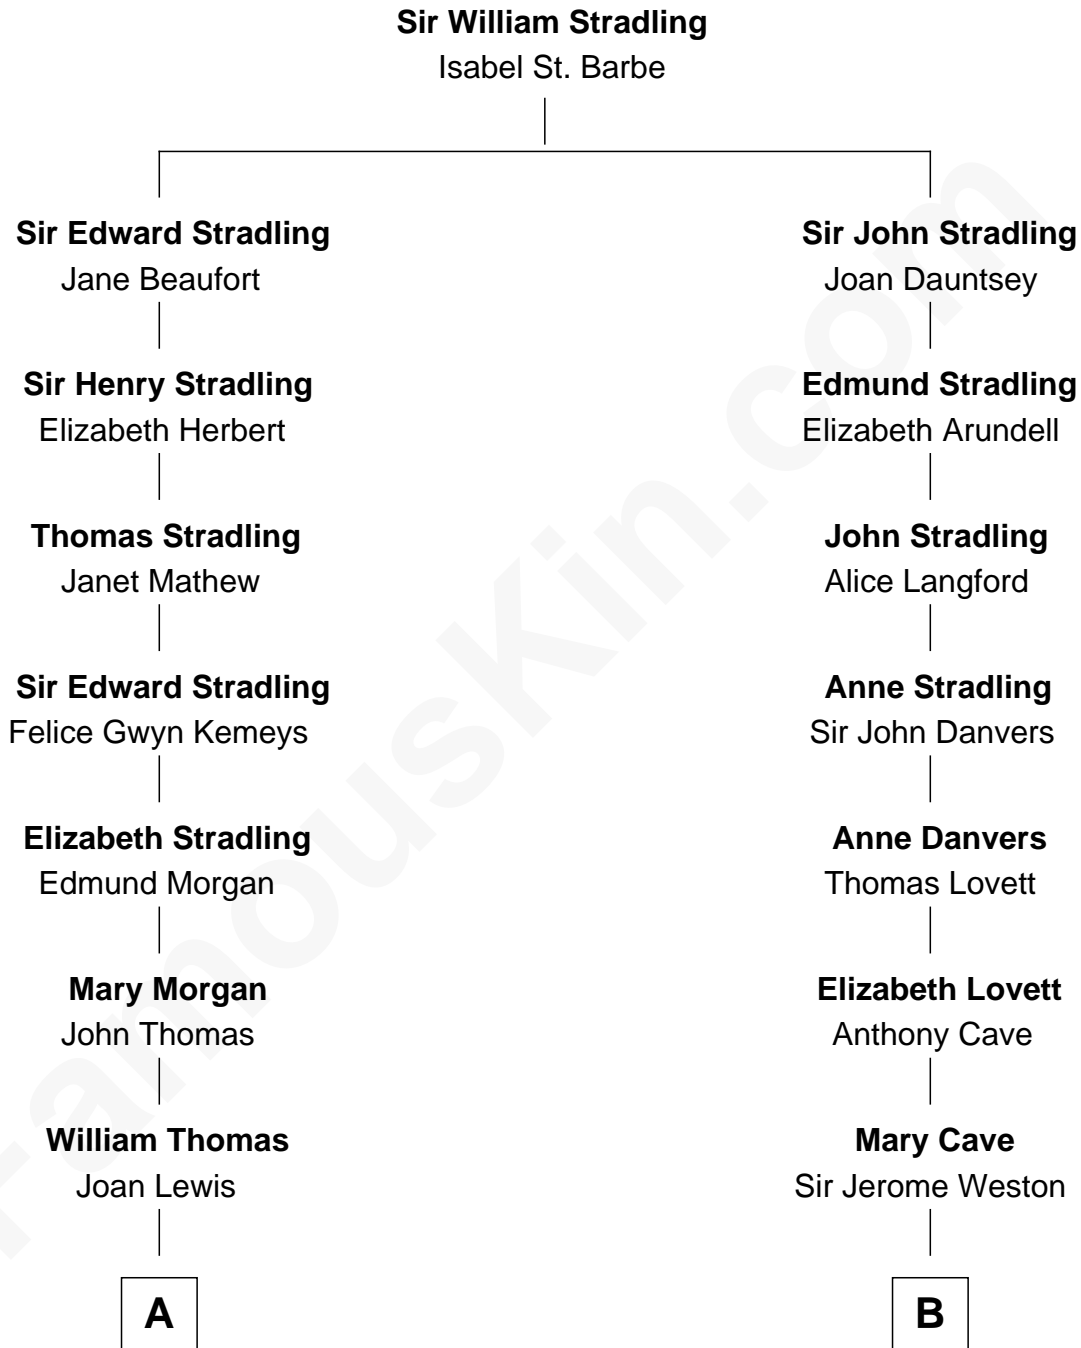 Sir William Stradling
Isabel St. Barbe
Sir Edward Stradling
Jane Beaufort
Sir John Stradling
Joan Dauntsey
Sir Henry Stradling
Elizabeth Herbert
Edmund Stradling
Elizabeth Arundell
Thomas Stradling
Janet Mathew
John Stradling
Alice Langford
Sir Edward Stradling
Felice Gwyn Kemeys
Anne Stradling
Sir John Danvers
Elizabeth Stradling
Edmund Morgan
Anne Danvers
Thomas Lovett
Mary Morgan
John Thomas
Elizabeth Lovett
Anthony Cave
William Thomas
Joan Lewis
Mary Cave
Sir Jerome Weston
A
B
FamousKin.com